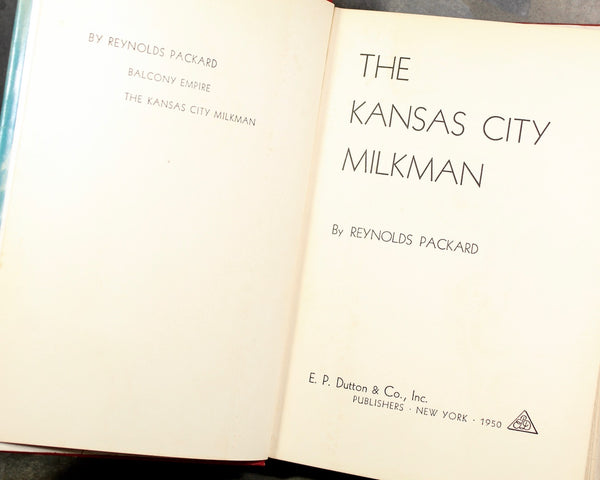 BY REYNOLDS PACKARD
BALCONY EMPIRE
THE KANSAS CITY MILKMAN
THE
KANSAS CITY
MILKMAN
By REYNOLDS PACKARD
E. P. Dutton & Co., Inc.
PUBLISHERS · NEW YORK · 1950